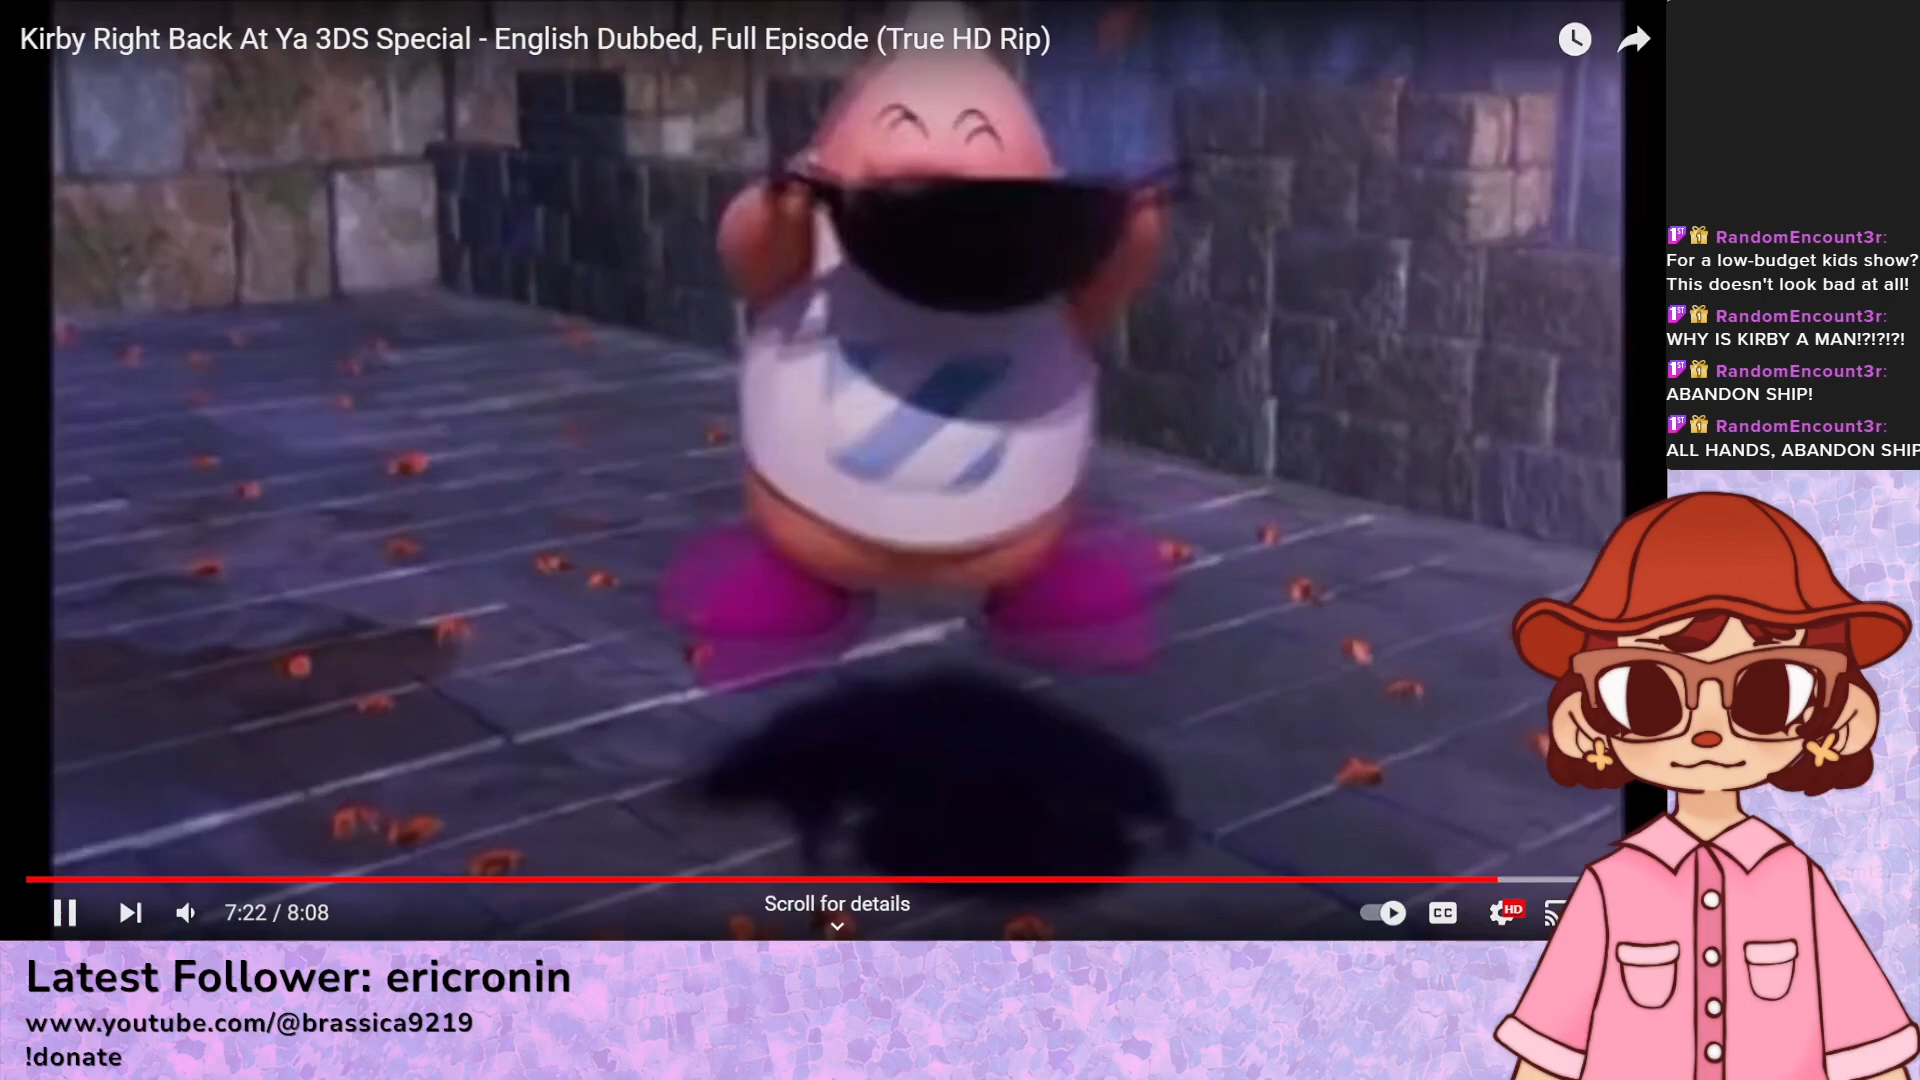 Kirby Right Back At Ya 3DS Special - English Dubbed, Full Episode (True HD Rip)
RandomEncount3r:
For a low-budget kids show?
This doesn't look bad at all!
RandomEncount3r:
WHY IS KIRBY A MAN!?!?!?!
RandomEncount3r:
ABANDON SHIP!
RandomEncount3r:
ALL HANDS, ABANDON SHIP
7:22 / 8:08
Scroll for details
CC
HD
Latest Follower: ericronin
www.youtube.com/@brassica9219
!donate